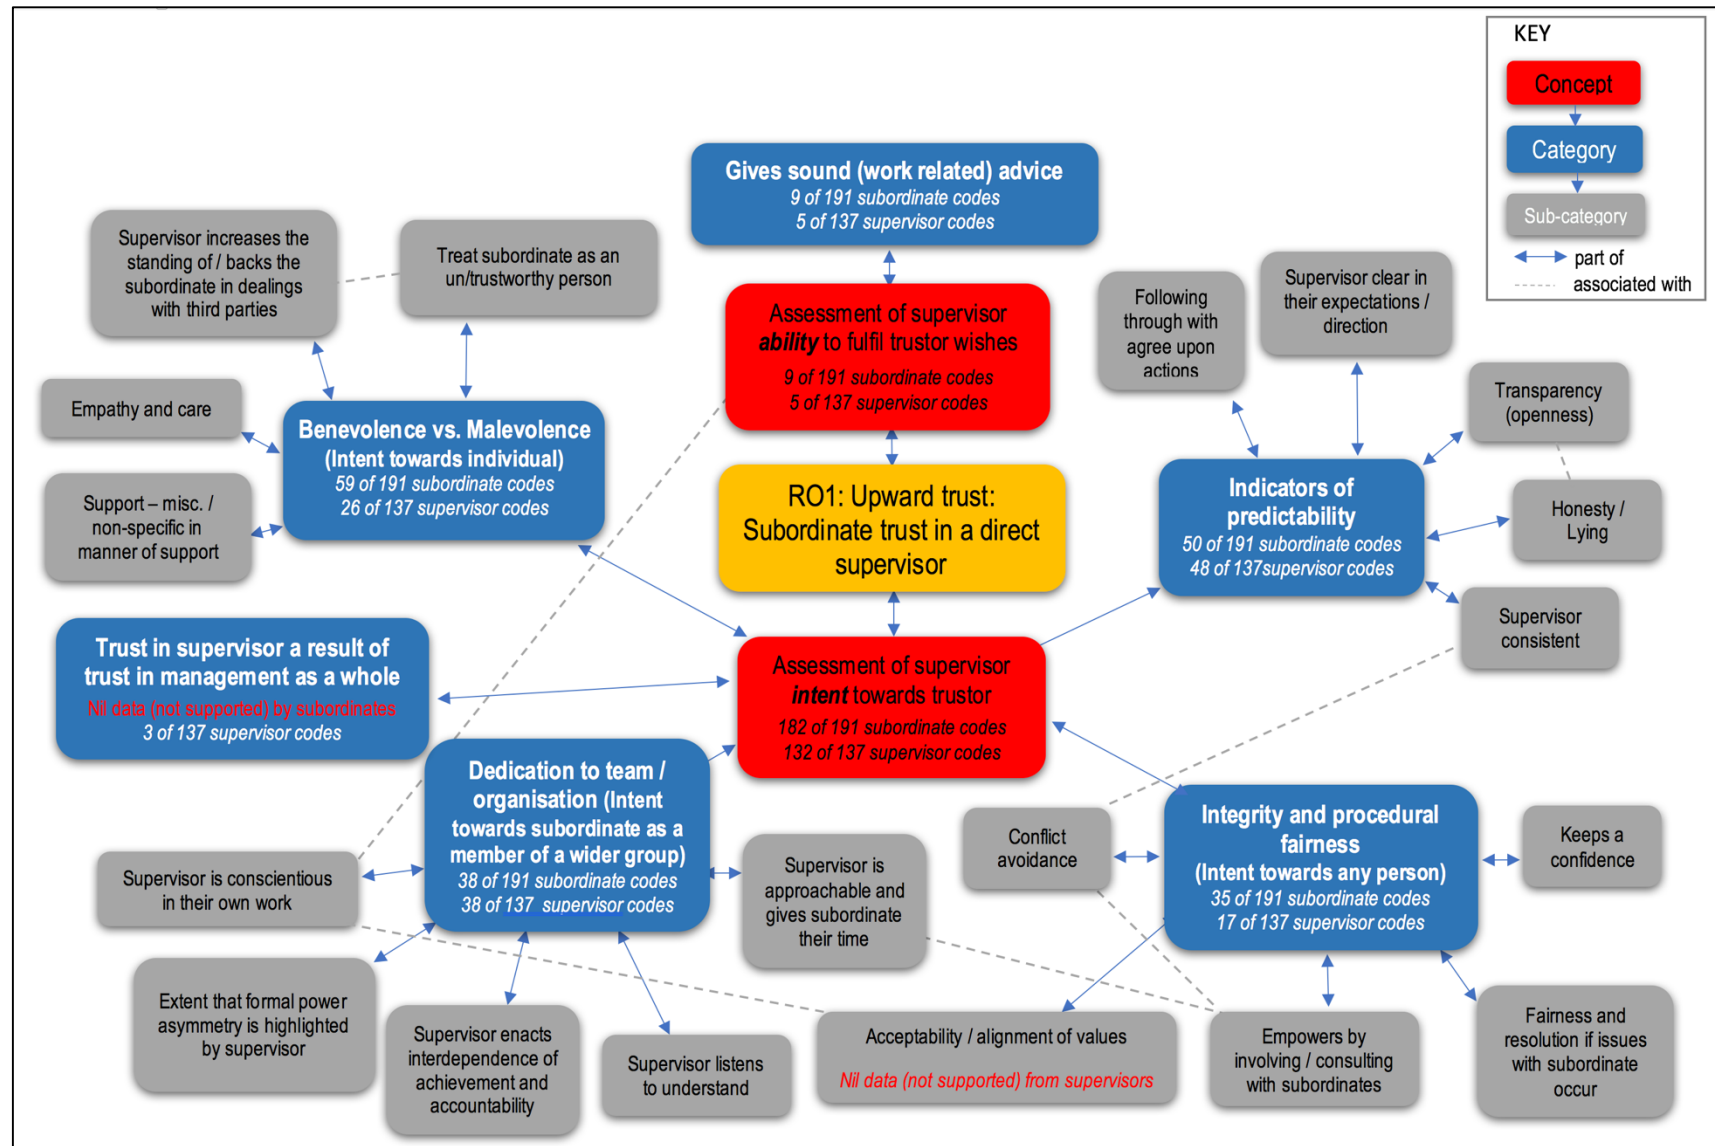 KEY
Concept
Category
Sub-category
part of
associated with
Gives sound (work related) advice
9 of 191 subordinate codes
5 of 137 supervisor codes
Supervisor increases the
standing of / backs the
subordinate in dealings
with third parties
Treat subordinate as an
un/trustworthy person
Assessment of supervisor
ability to fulfil trustor wishes
9 of 191 subordinate codes
5 of 137 supervisor codes
Following
through with
agree upon
actions
Supervisor clear in
their expectations /
direction
Transparency
(openness)
Empathy and care
Benevolence vs. Malevolence
(Intent towards individual)
59 of 191 subordinate codes
26 of 137 supervisor codes
Support – misc. /
non-specific in
manner of support
RO1: Upward trust:
Subordinate trust in a direct
supervisor
Indicators of
predictability
50 of 191 subordinate codes
48 of 137supervisor codes
Honesty /
Lying
Supervisor
consistent
Trust in supervisor a result of
trust in management as a whole
Nil data (not supported) by subordinates
3 of 137 supervisor codes
Assessment of supervisor
intent towards trustor
182 of 191 subordinate codes
132 of 137 supervisor codes
Dedication to team /
organisation (Intent
towards subordinate as a
member of a wider group)
38 of 191 subordinate codes
38 of 137  supervisor codes
Conflict
avoidance
Integrity and procedural
fairness
(Intent towards any person)
35 of 191 subordinate codes
17 of 137 supervisor codes
Keeps a
confidence
Supervisor is conscientious
in their own work
Supervisor is
approachable and
gives subordinate
their time
Extent that formal power
asymmetry is highlighted
by supervisor
Supervisor enacts
interdependence of
achievement and
accountability
Supervisor listens
to understand
Acceptability / alignment of values
Nil data (not supported) from supervisors
Empowers by
involving / consulting
with subordinates
Fairness and
resolution if issues
with subordinate
occur